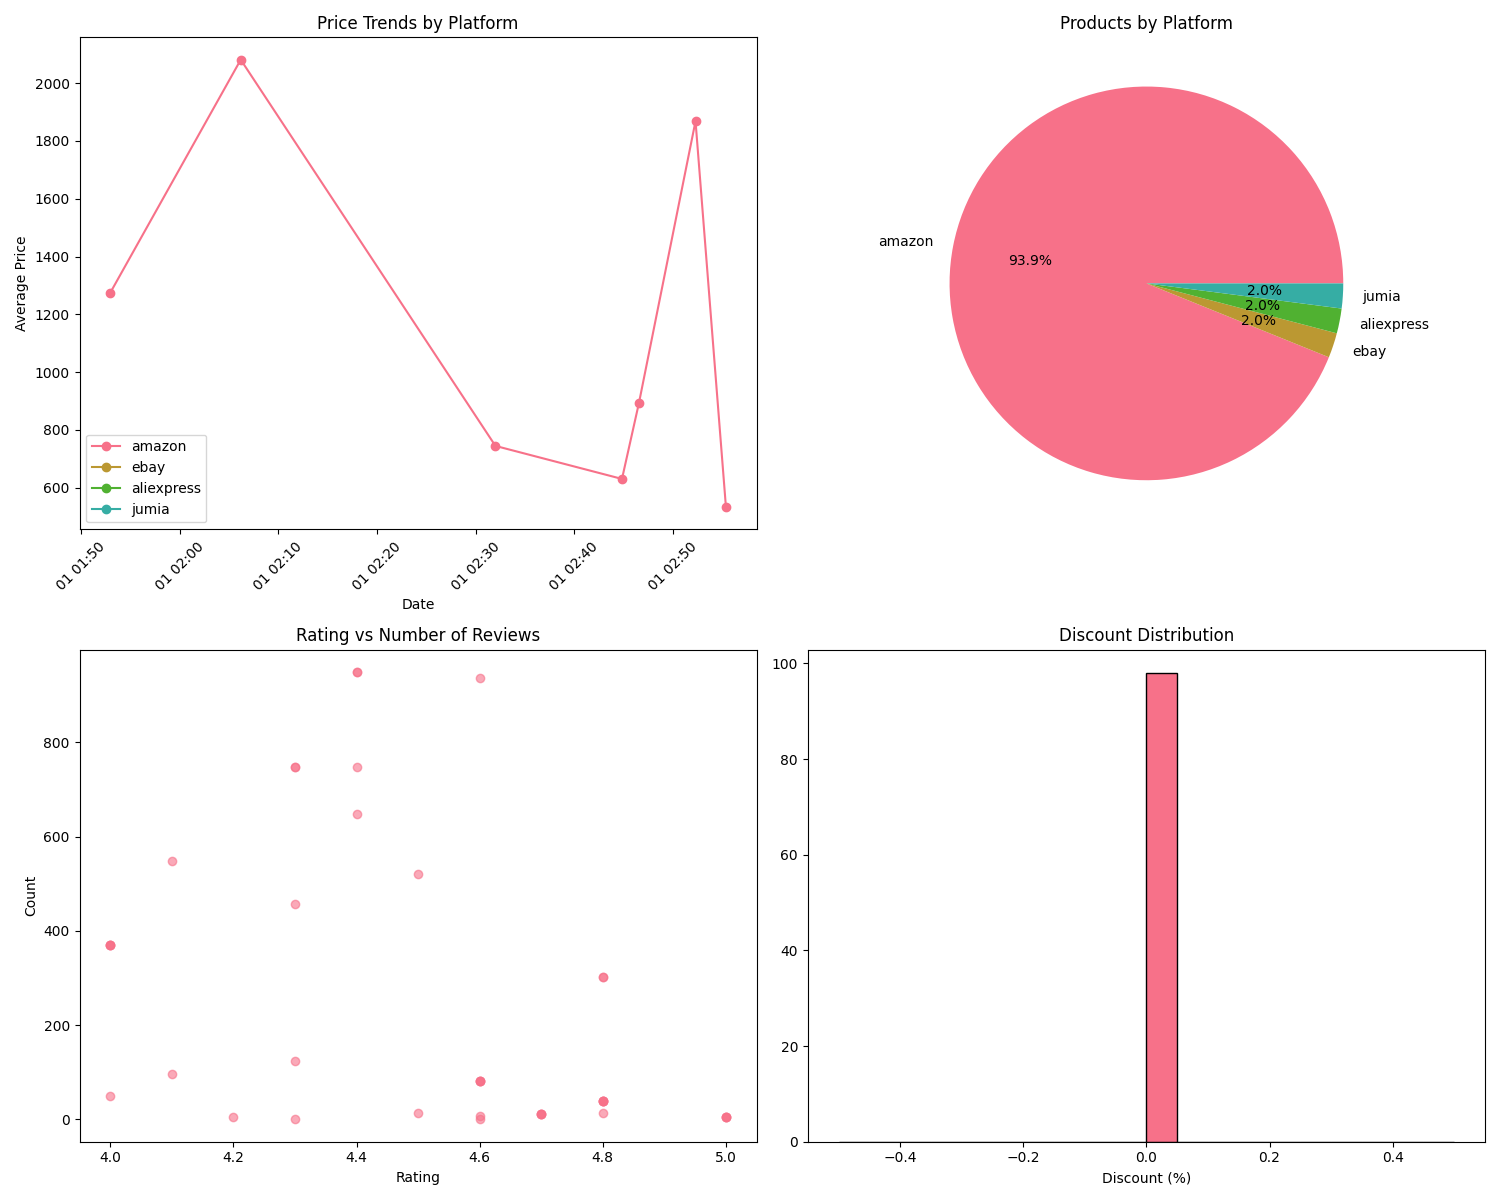 Price Trends by Platform
Average Price
2000
1800
1600
1400
1200
1000
800
600
amazon
ebay
aliexpress
jumia
01 01:50
01 02:00
01 02:10
01 02:20
01 02:30
01 02:40
01 02:50
Date
Products by Platform
amazon
93.9%
2.0%
jumia
2.0%
aliexpress
2.0%
ebay
Rating vs Number of Reviews
Count
800
600
400
200
0
4.0 4.2 4.4 4.6 4.8 5.0
Rating
Discount Distribution
100
80
60
40
20
0
−0.4 −0.2 0.0 0.2 0.4
Discount (%)